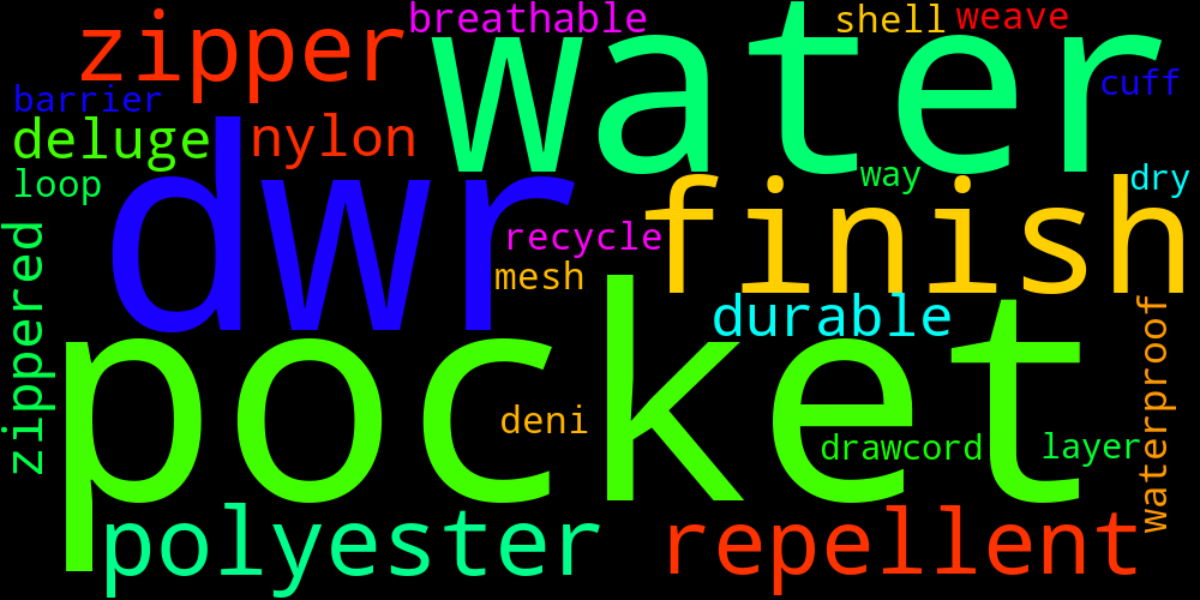 breathable
shell
weave
zipper
water
cuff
barrier
deluge
nylon
loop
way
dry
dwr
finish
recycle
mesh
zippered
durable
waterproof
pocket
deni
drawcord
layer
polyester
repellent